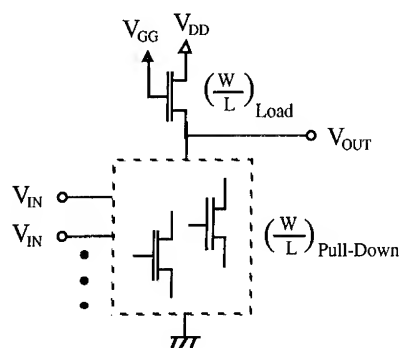 V_GG V_DD
(W/L)_Load
V_OUT
V_IN
V_IN
(W/L)_Pull-Down